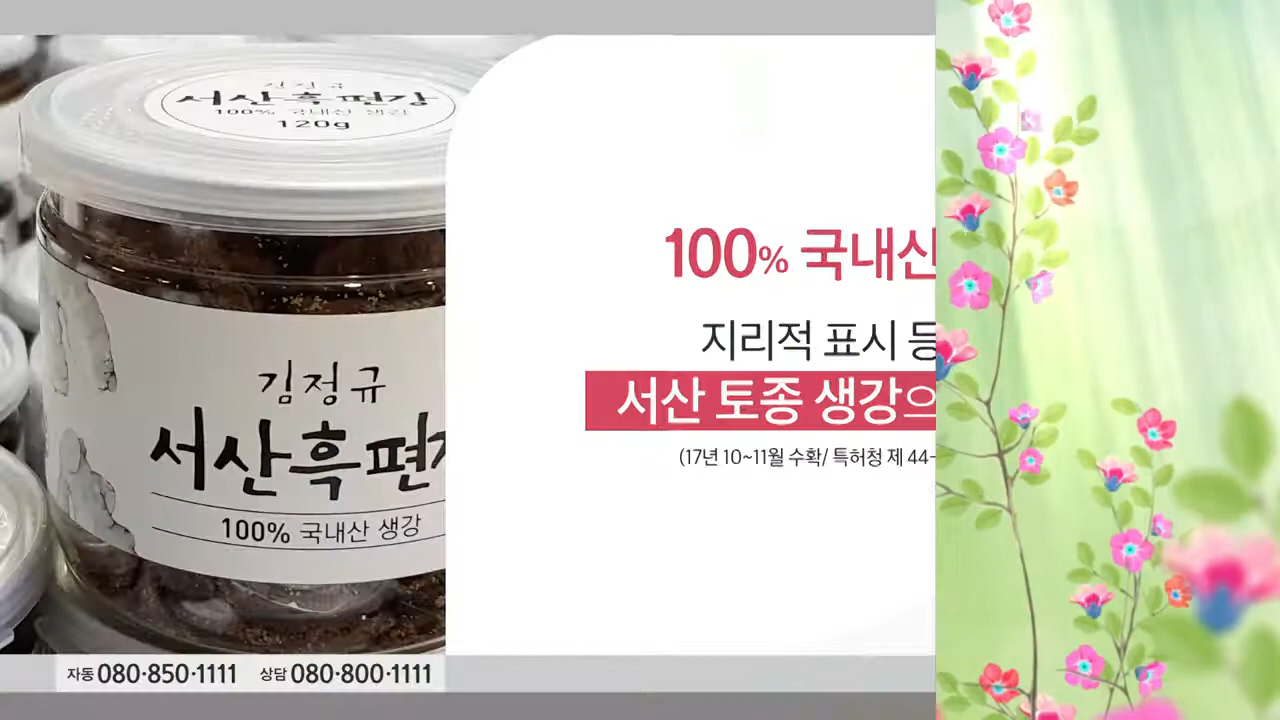 김정규
서산흑편강
100% 국내산 생강
120g
김정규
서산흑편
100% 국내산 생강
100% 국내산
지리적 표시 등
서산 토종 생강으
(17년 10~11월 수확/ 특허청 제 44-
자동 080·850·1111 상담 080·800·1111